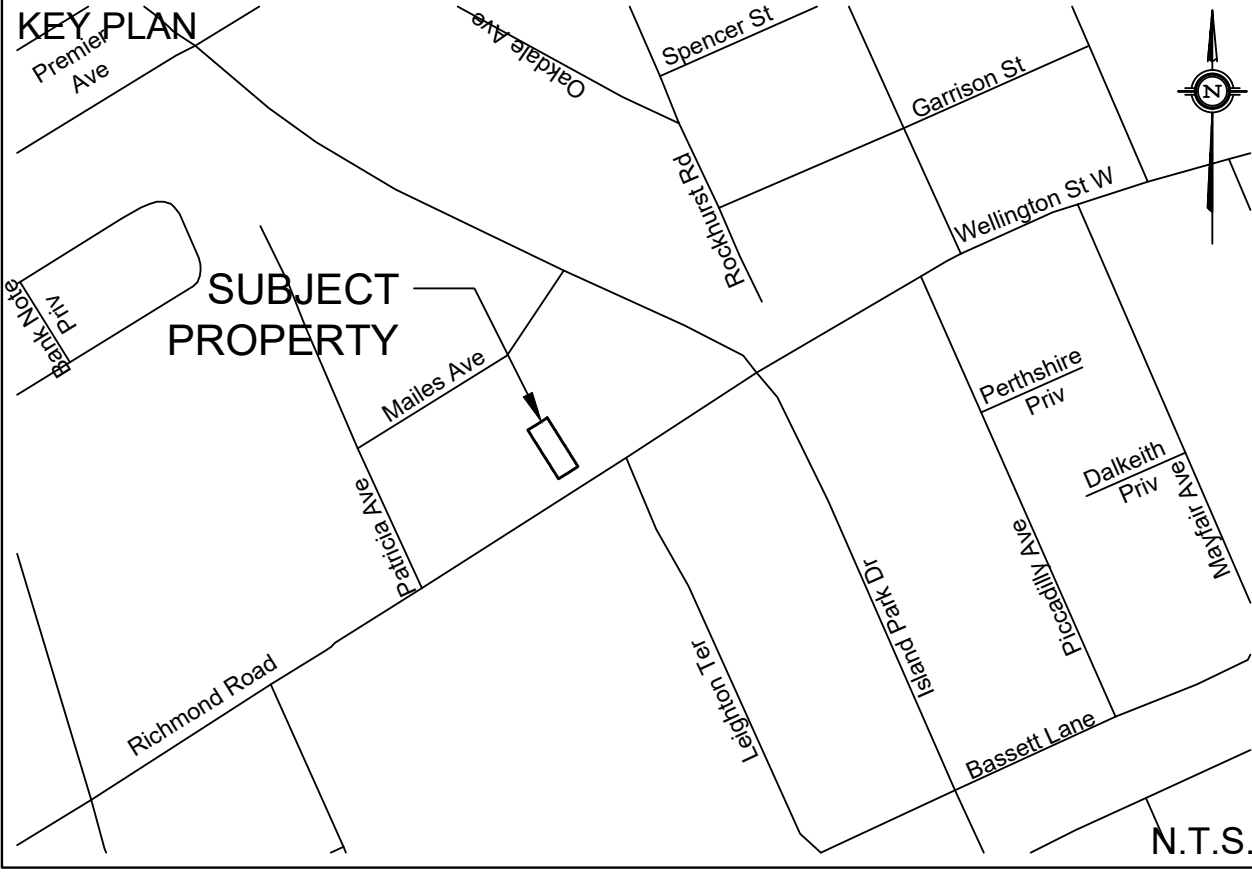 KEY PLAN
Premier
Ave
Oakdale Ave
Spencer St
Garrison St
N
Rockhurst Rd
Wellington St W
Bank Note
Priv
SUBJECT
PROPERTY
Mailes Ave
Perthshire
Priv
Dalkeith
Priv
Patricia Ave
Mayfair Ave
Piccadilly Ave
Island Park Dr
Leighton Ter
Richmond Road
Bassett Lane
N.T.S.